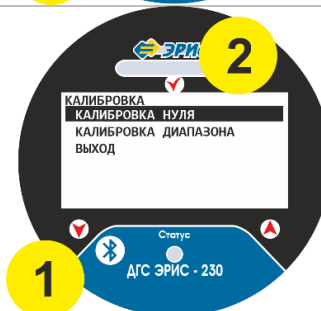 ЭРИС
2
КАЛИБРОВКА
КАЛИБРОВКА НУЛЯ
КАЛИБРОВКА ДИАПАЗОНА
ВЫХОД
Статус
ДГС ЭРИС - 230
1